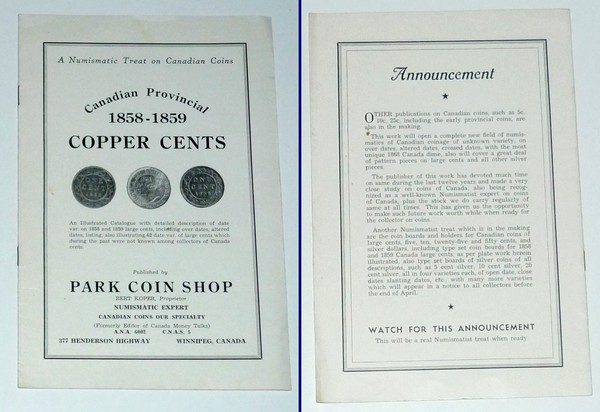 A Numismatic Treat on Canadian Coins
Canadian Provincial
1858-1859
COPPER CENTS
An Illustrated Catalogue with detailed description of date
var. on 1858 and 1859 large cents, including over dates, altered
dates, listing; also illustrating 82 date var. of large cents which
during the past were not known among collectors of Canada
cents.
Published by
PARK COIN SHOP
BERT KOPER, Proprietor
NUMISMATIC EXPERT
CANADIAN COINS OUR SPECIALTY
(Formerly Editor of Canada Money Talks)
A.N.A. 6002 C.N.A.S. 5
377 HENDERSON HIGHWAY WINNIPEG, CANADA
Announcement
OTHER publications on Canadian coins, such as 5c,
10c, 25c, including the early provincial coins, are
also in the making.
This work will open a complete new field of numis-
matics of Canadian coinage of unknown variety, on
over dates, altered dates, crossed dates, with the most
unique 1908 Canada dime, also will cover a great deal
of pattern pieces on large cents and all other silver
pieces.
The publisher of this work has devoted much time
on same during the last twelve years and made a very
close study on coins of Canada, also being recog-
nized as a well-known Numismatist expert on coins
of Canada, plus the stock we do carry regularly of
same at all times. This has given us the opportunity
to make such future work worth while when ready for
the collector on coins.
Another Numismatist treat which is in the making
are the coin boards and holders for Canadian coins of
large cents, five, ten, twenty-five and fifty cents, and
silver dollars, including type set coin boards for 1858
and 1859 Canada large cents, as per plate work herein
illustrated, also type set boards of silver coins of all
descriptions, such as 5 cent silver, 10 cent silver, 20
cent silver, all in four varieties each, of open date, close
dates slanting dates, etc., with many more varieties
which will appear in a notice to all collectors before
the end of April.
WATCH FOR THIS ANNOUNCEMENT
This will be a real Numismatist treat when ready.